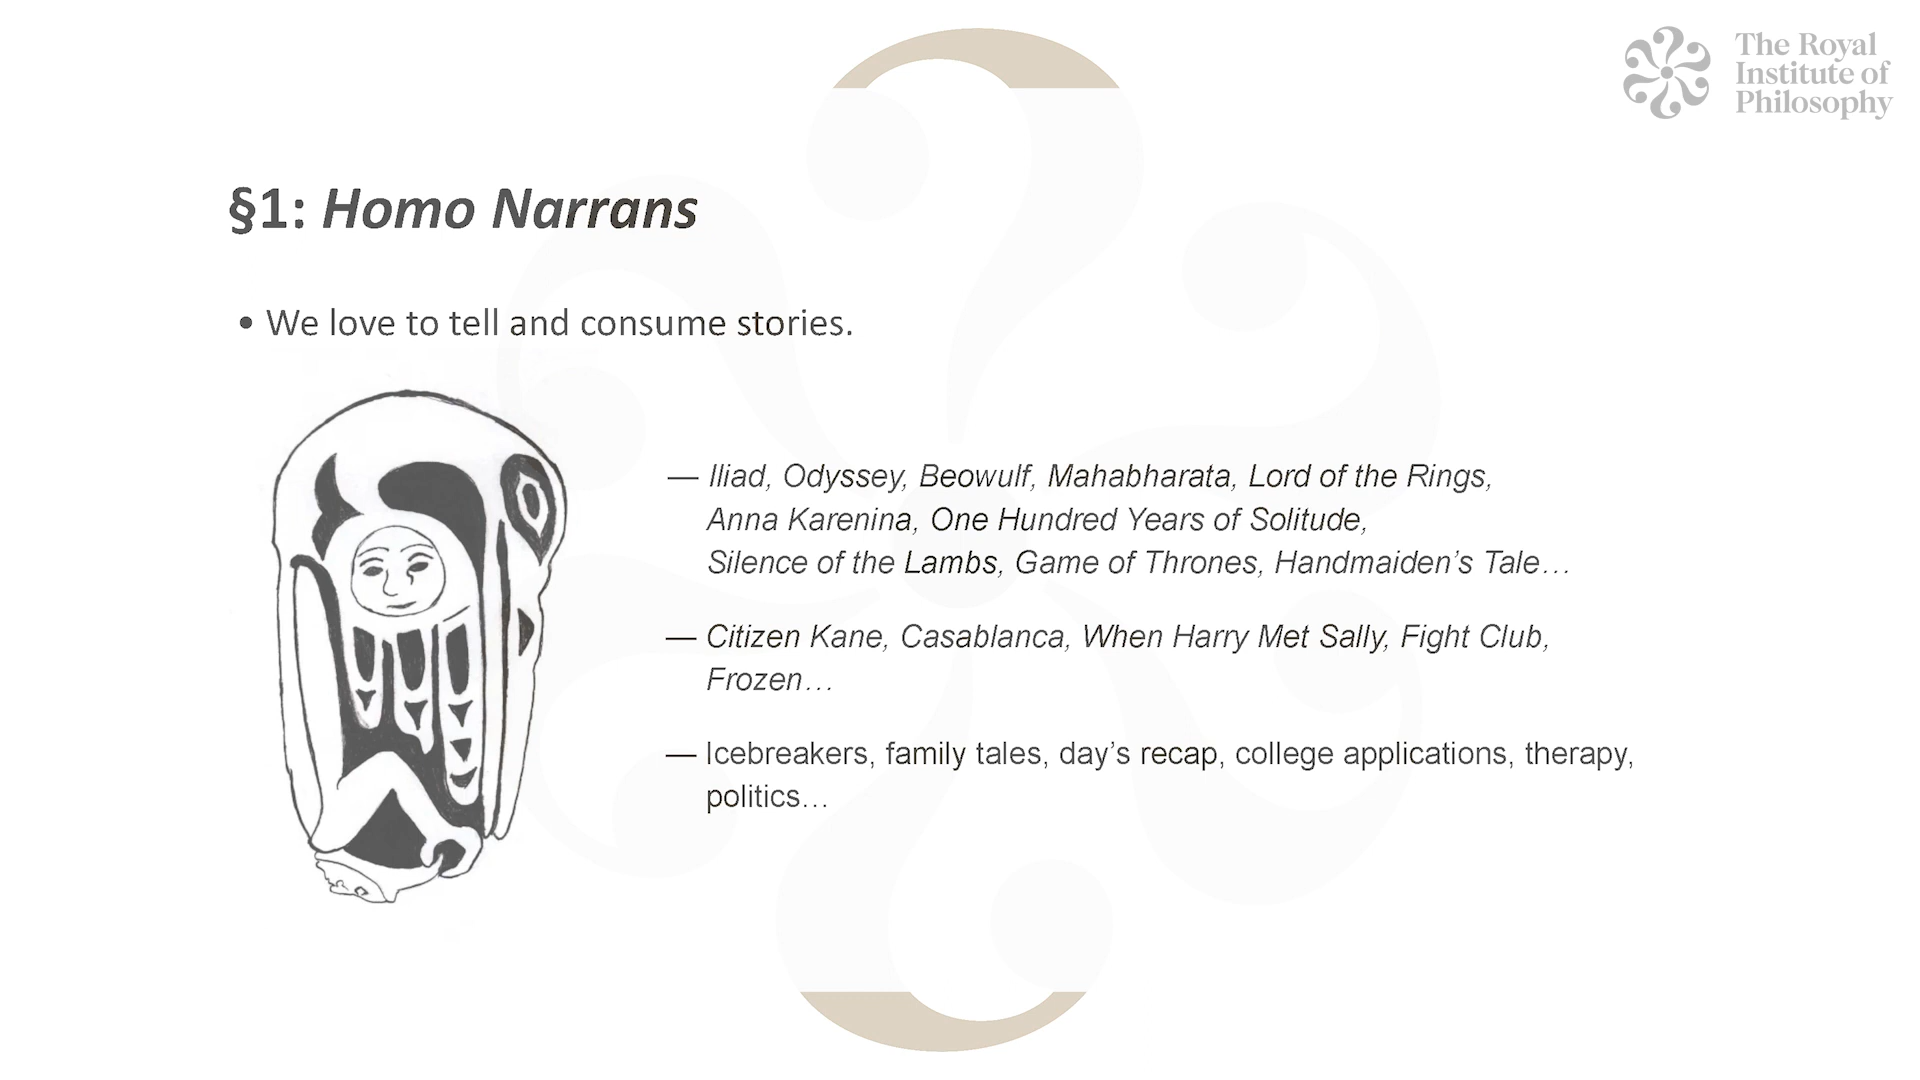 The Royal
Institute of
Philosophy
§1: Homo Narrans
• We love to tell and consume stories.
— Iliad, Odyssey, Beowulf, Mahabharata, Lord of the Rings,
Anna Karenina, One Hundred Years of Solitude,
Silence of the Lambs, Game of Thrones, Handmaiden’s Tale…
— Citizen Kane, Casablanca, When Harry Met Sally, Fight Club,
Frozen…
— Icebreakers, family tales, day’s recap, college applications, therapy,
politics…